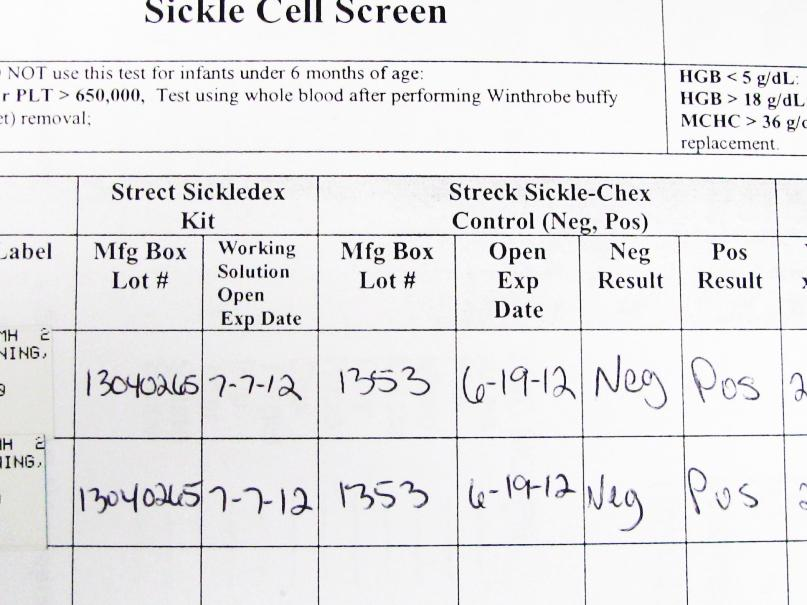 Sickle Cell Screen
NOT use this test for infants under 6 months of age:
r PLT > 650,000, Test using whole blood after performing Winthrobe buffy
et) removal;
HGB < 5 g/dL:
HGB > 18 g/dL
MCHC > 36 g/d
replacement.
Strect Sickledex
Kit
Streck Sickle-Chex
Control (Neg, Pos)
Label
Mfg Box
Lot #
Working
Solution
Open
Exp Date
Mfg Box
Lot #
Open
Exp
Date
Neg
Result
Pos
Result
MH 2
NING,
13040265 7-7-12 1353 6-19-12 Neg Pos 2
MH 2
ING,
13040265 7-7-12 1353 6-19-12 Neg Pos 2